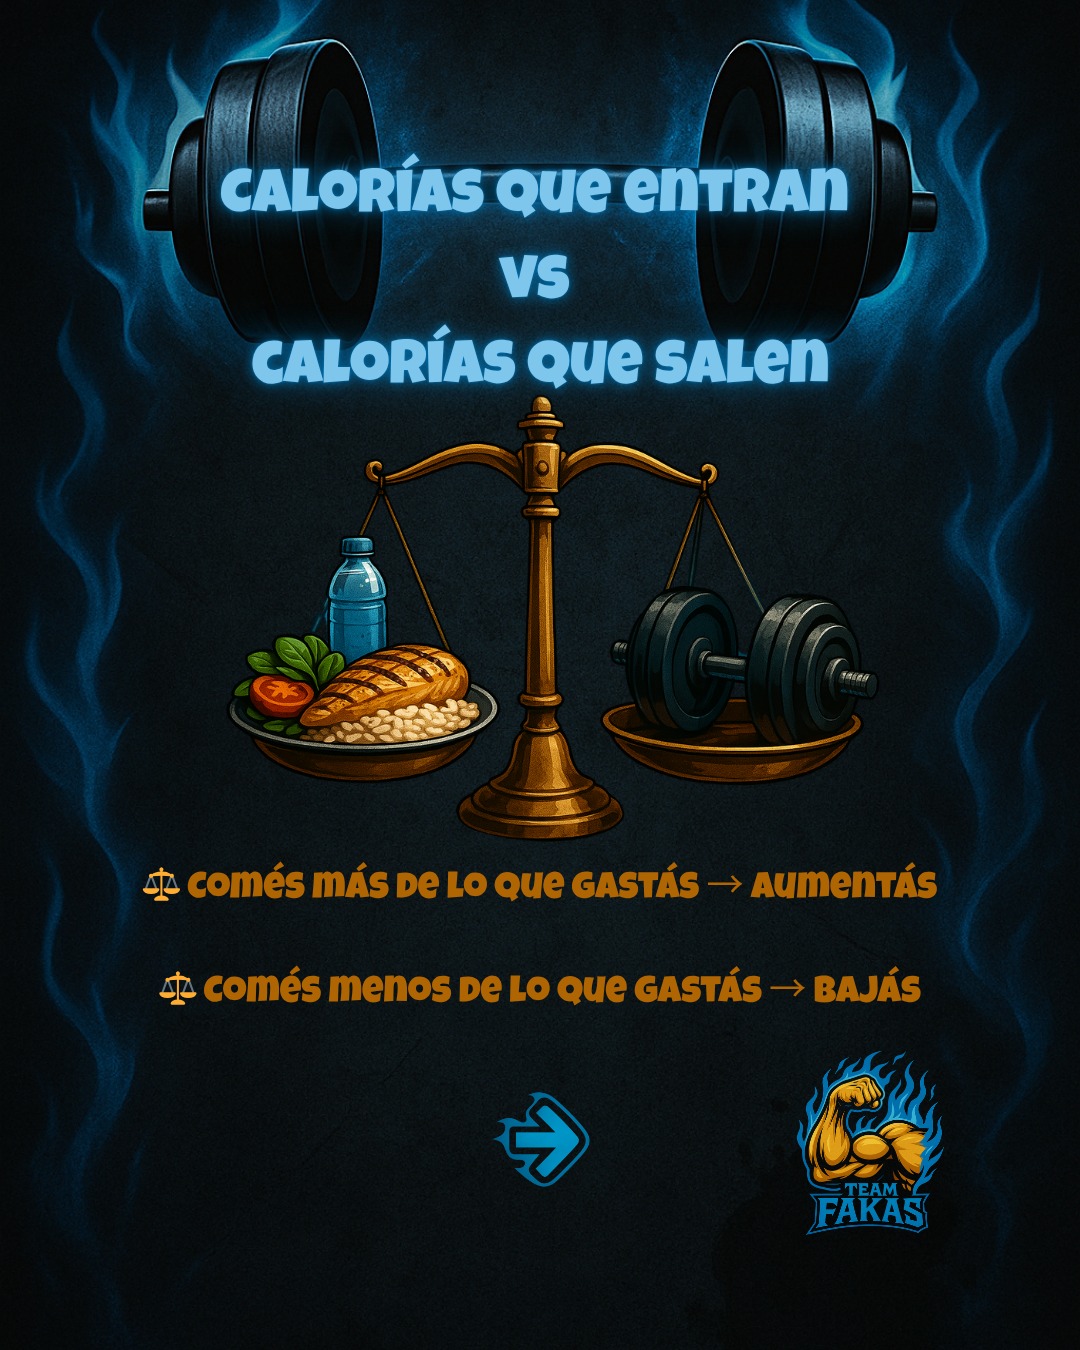 CALORÍAS QUE ENTRAN
VS
CALORÍAS QUE SALEN
⚖️ COMÉS MÁS DE LO QUE GASTÁS → AUMENTÁS
⚖️ COMÉS MENOS DE LO QUE GASTÁS → BAJÁS
TEAM
FAKAS